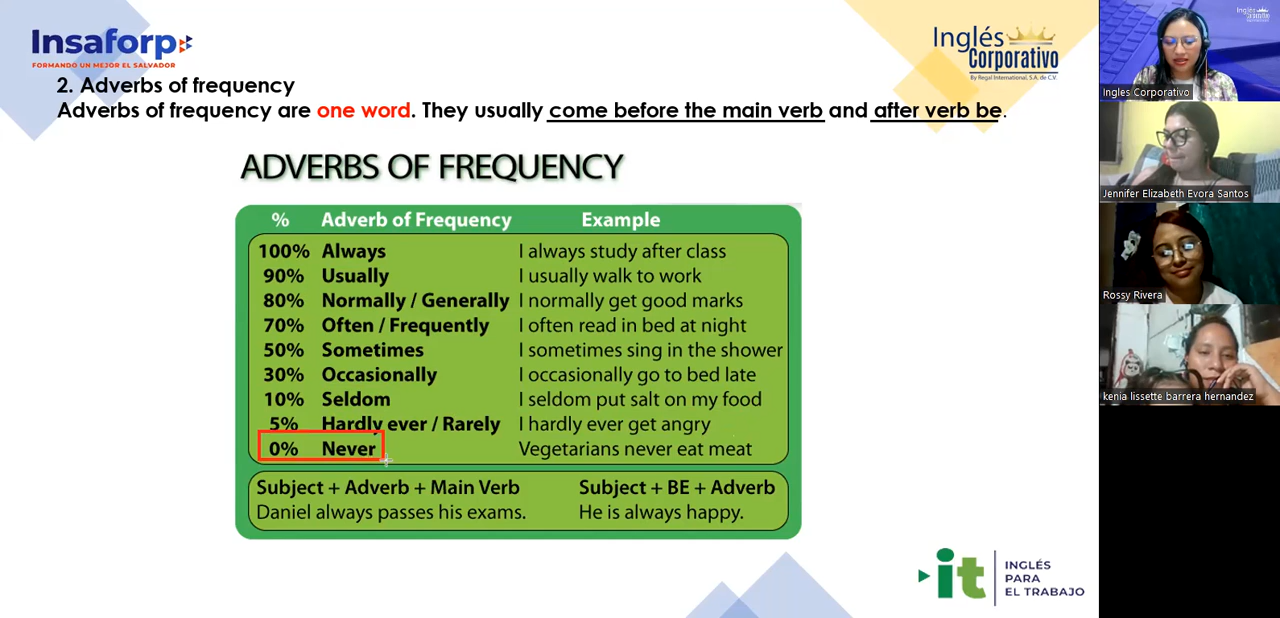 Insaforp
FORMANDO UN MEJOR EL SALVADOR
Inglés
Corporativo
By Regal International, S.A. de C.V.
2. Adverbs of frequency
Adverbs of frequency are one word. They usually come before the main verb and after verb be.
ADVERBS OF FREQUENCY
% Adverb of Frequency Example
100% Always I always study after class
90% Usually I usually walk to work
80% Normally / Generally I normally get good marks
70% Often / Frequently I often read in bed at night
50% Sometimes I sometimes sing in the shower
30% Occasionally I occasionally go to bed late
10% Seldom I seldom put salt on my food
5% Hardly ever / Rarely I hardly ever get angry
0% Never Vegetarians never eat meat
Subject + Adverb + Main Verb Subject + BE + Adverb
Daniel always passes his exams. He is always happy.
it
INGLÉS
PARA
EL TRABAJO
Inglés
Ingles Corporativo
Jennifer Elizabeth Evora Santos
Rossy Rivera
kenia lissette barrera hernandez